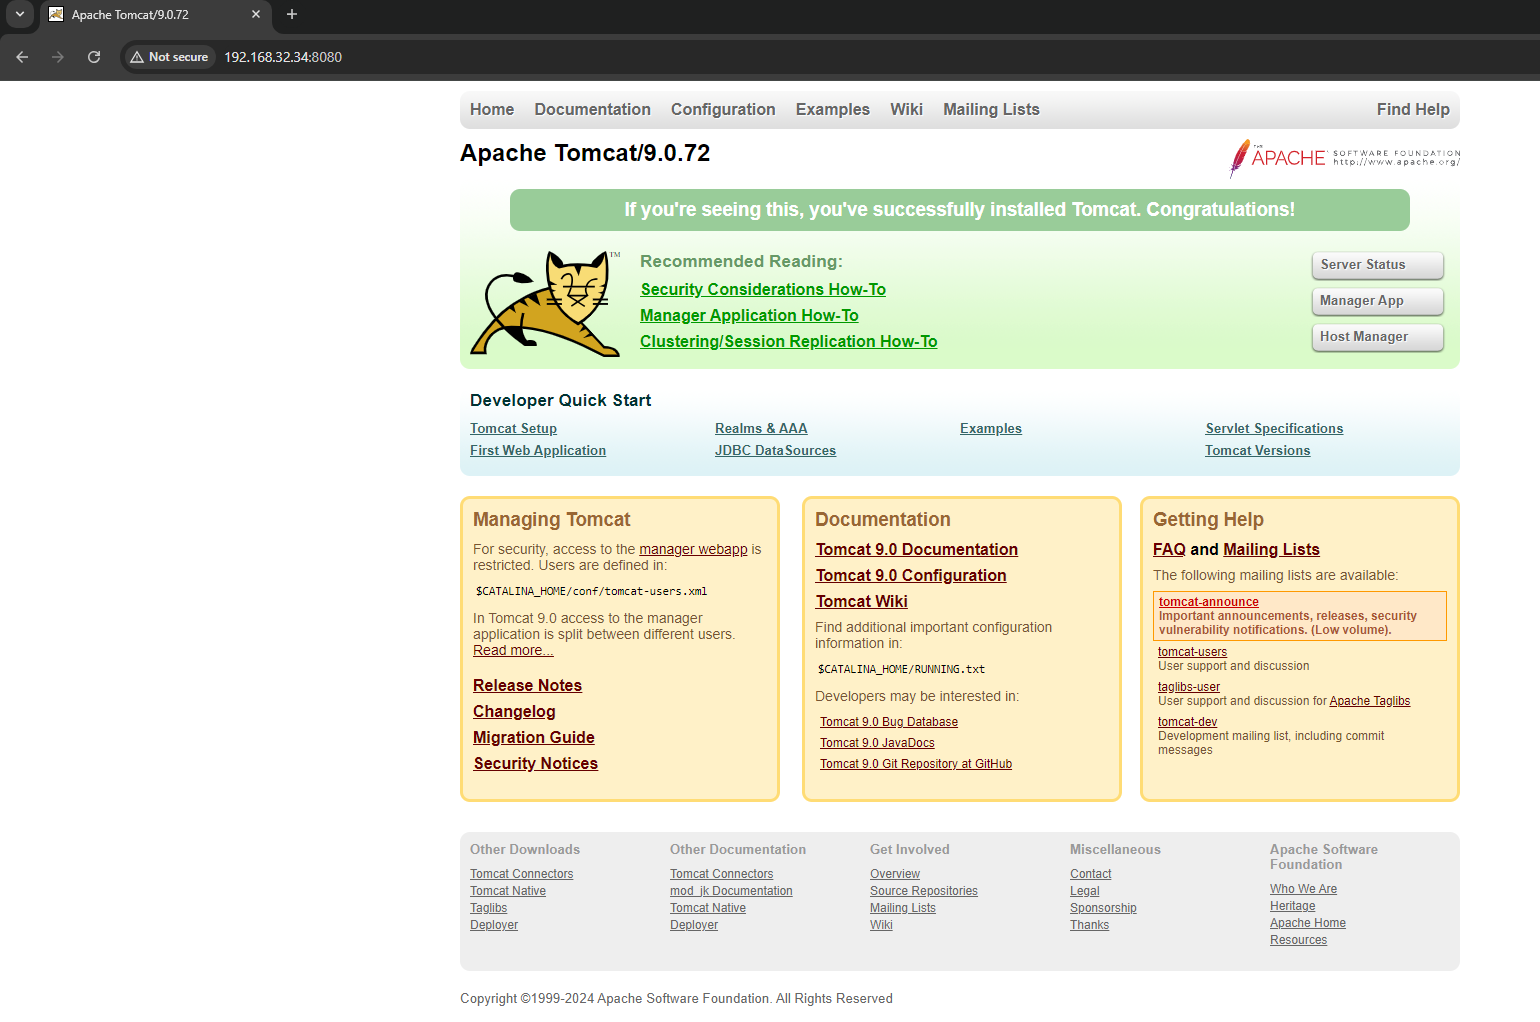 Apache Tomcat/9.0.72
Not secure
192.168.32.34:8080
Home Documentation Configuration Examples Wiki Mailing Lists Find Help
Apache Tomcat/9.0.72
THE APACHE SOFTWARE FOUNDATION
http://www.apache.org/
If you're seeing this, you've successfully installed Tomcat. Congratulations!
TM
Recommended Reading:
Security Considerations How-To
Manager Application How-To
Clustering/Session Replication How-To
Server Status
Manager App
Host Manager
Developer Quick Start
Tomcat Setup
First Web Application
Realms & AAA
JDBC DataSources
Examples
Servlet Specifications
Tomcat Versions
Managing Tomcat
For security, access to the manager webapp is
restricted. Users are defined in:
$CATALINA_HOME/conf/tomcat-users.xml
In Tomcat 9.0 access to the manager
application is split between different users.
Read more...
Release Notes
Changelog
Migration Guide
Security Notices
Documentation
Tomcat 9.0 Documentation
Tomcat 9.0 Configuration
Tomcat Wiki
Find additional important configuration
information in:
$CATALINA_HOME/RUNNING.txt
Developers may be interested in:
Tomcat 9.0 Bug Database
Tomcat 9.0 JavaDocs
Tomcat 9.0 Git Repository at GitHub
Getting Help
FAQ and Mailing Lists
The following mailing lists are available:
tomcat-announce
Important announcements, releases, security
vulnerability notifications. (Low volume).
tomcat-users
User support and discussion
taglibs-user
User support and discussion for Apache Taglibs
tomcat-dev
Development mailing list, including commit
messages
Other Downloads
Tomcat Connectors
Tomcat Native
Taglibs
Deployer
Other Documentation
Tomcat Connectors
mod_jk Documentation
Tomcat Native
Deployer
Get Involved
Overview
Source Repositories
Mailing Lists
Wiki
Miscellaneous
Contact
Legal
Sponsorship
Thanks
Apache Software
Foundation
Who We Are
Heritage
Apache Home
Resources
Copyright ©1999-2024 Apache Software Foundation. All Rights Reserved